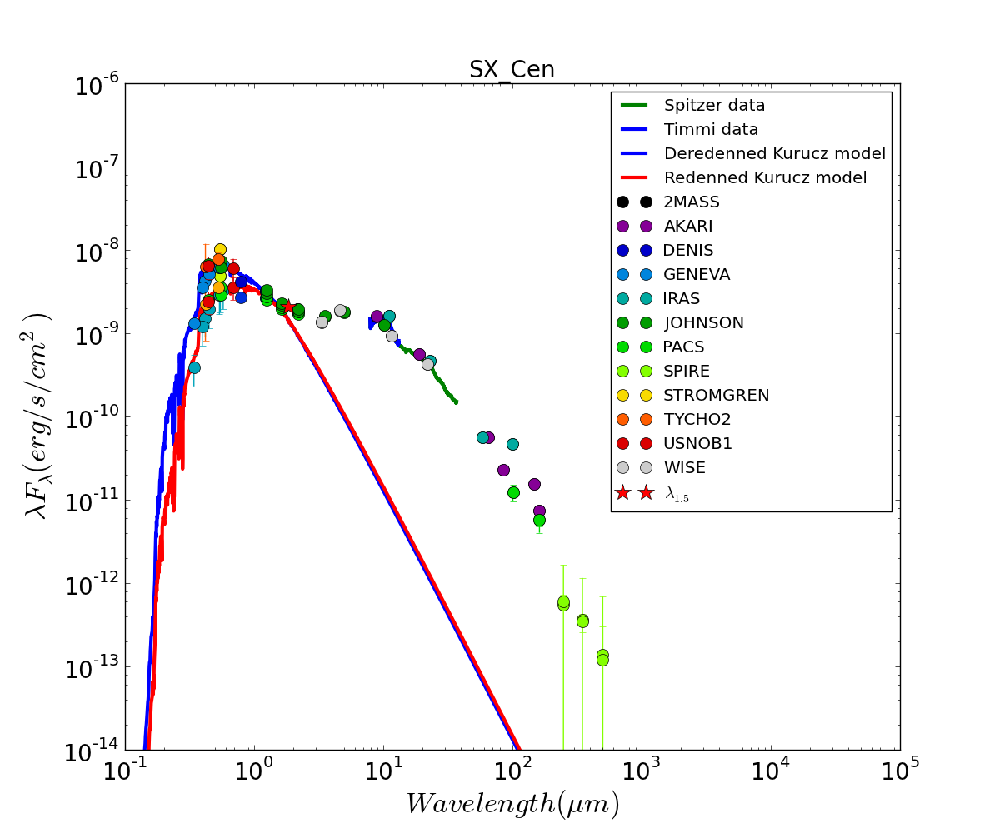 SX_Cen
10^-6
10^-7
10^-8
10^-9
10^-10
10^-11
10^-12
10^-13
10^-14
λF_λ(erg/s/cm^2)
Spitzer data
Timmi data
Deredenned Kurucz model
Redenned Kurucz model
2MASS
AKARI
DENIS
GENEVA
IRAS
JOHNSON
PACS
SPIRE
STROMGREN
TYCHO2
USNOB1
WISE
λ_1.5
10^-1 10^0 10^1 10^2 10^3 10^4 10^5
Wavelength(μm)